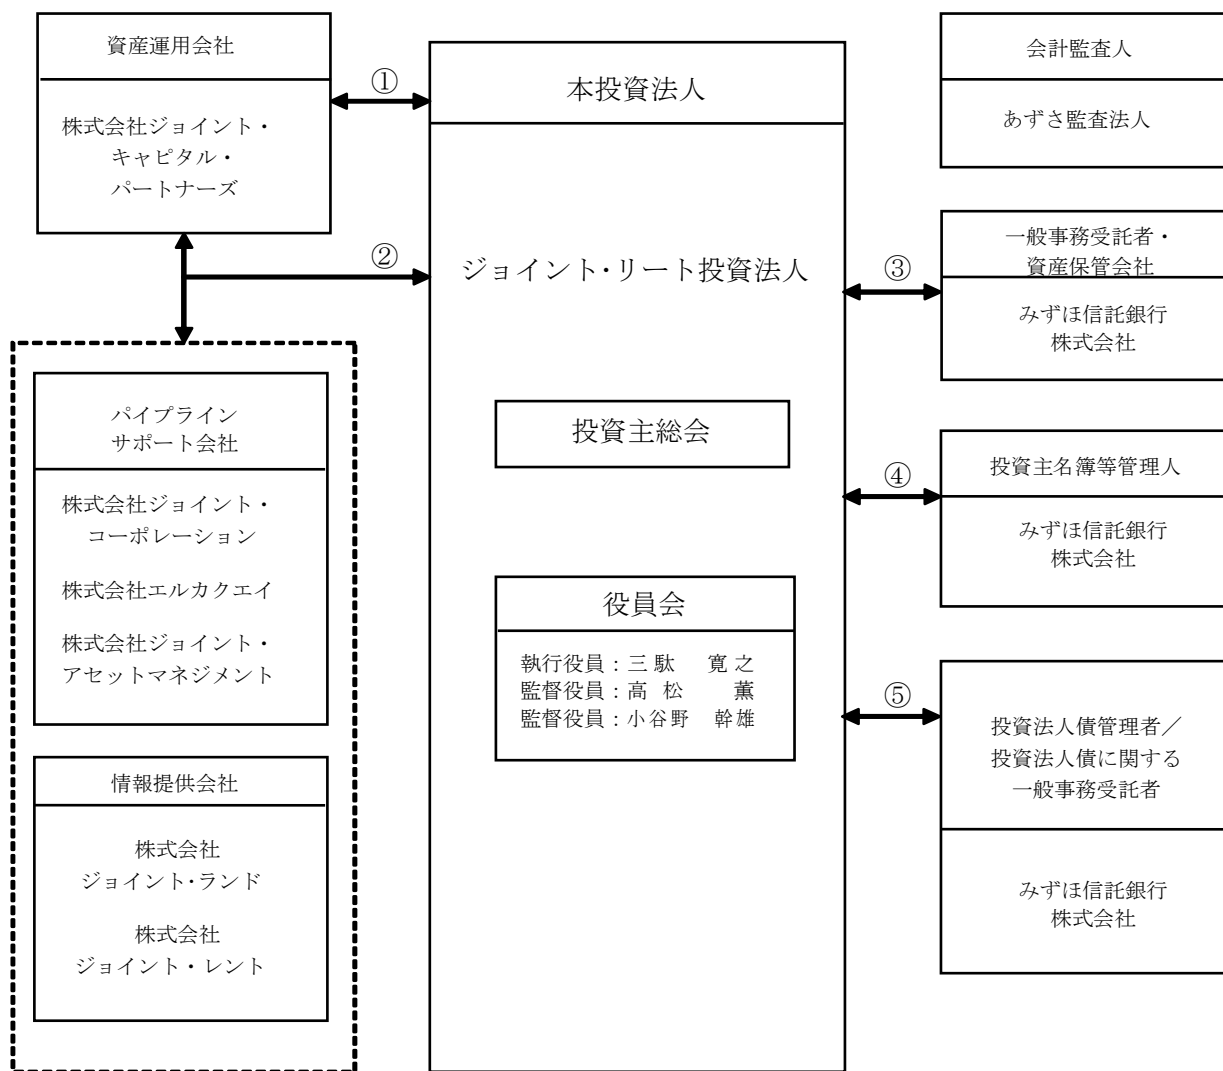 資産運用会社
株式会社ジョイント・
キャピタル・
パートナーズ
①
②
パイプライン
サポート会社
株式会社ジョイント・
コーポレーション
株式会社エルカクエイ
株式会社ジョイント・
アセットマネジメント
情報提供会社
株式会社
ジョイント・ランド
株式会社
ジョイント・レント
本投資法人
ジョイント・リート投資法人
投資主総会
役員会
執行役員：三駄 寛之
監督役員：高松 薫
監督役員：小谷野 幹雄
会計監査人
あずさ監査法人
③
一般事務受託者・
資産保管会社
みずほ信託銀行
株式会社
④
投資主名簿等管理人
みずほ信託銀行
株式会社
⑤
投資法人債管理者／
投資法人債に関する
一般事務受託者
みずほ信託銀行
株式会社